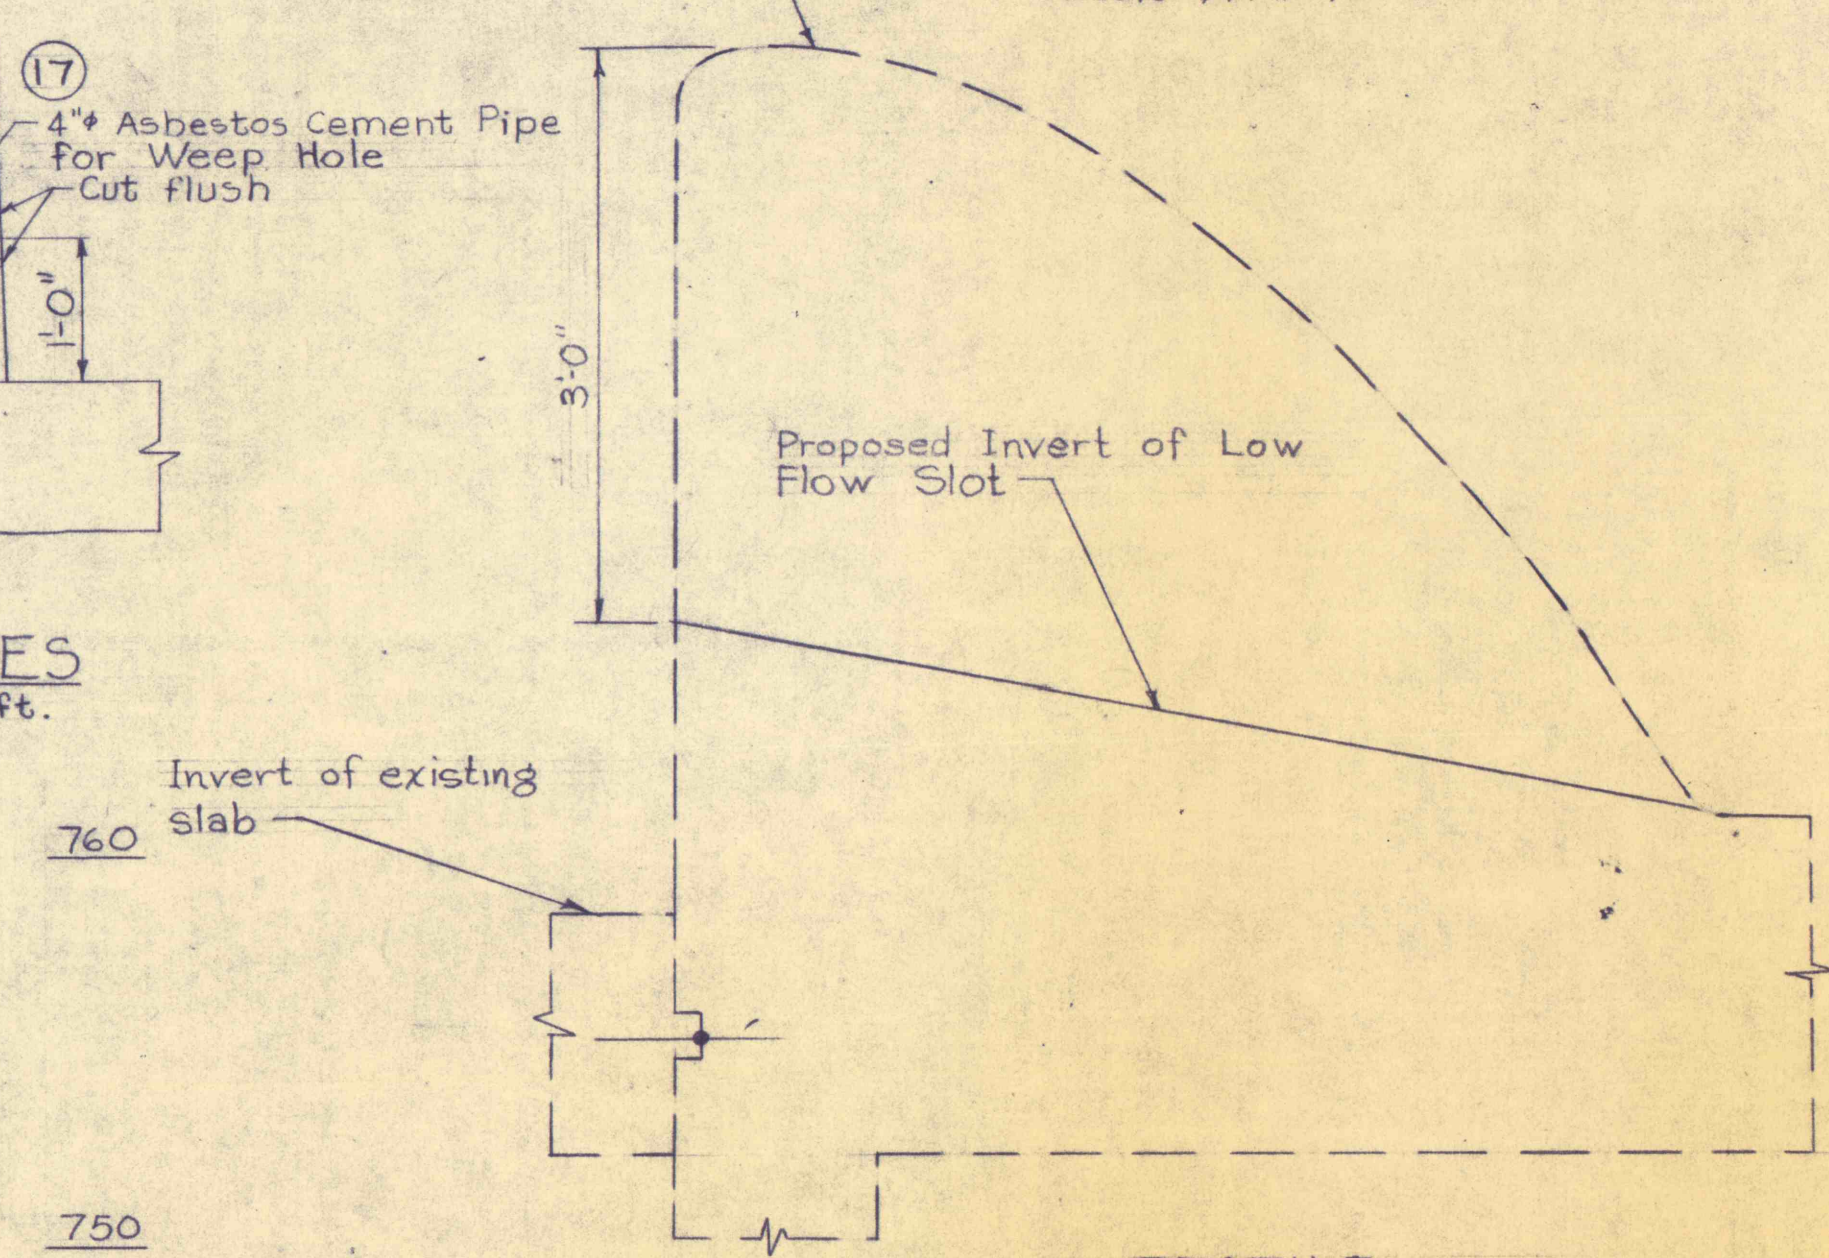 17
4"φ Asbestos Cement Pipe
for Weep Hole
Cut flush
1'-0"
3'-0"
Proposed Invert of Low
Flow Slot
ES
ft.
Invert of existing
slab
760
750